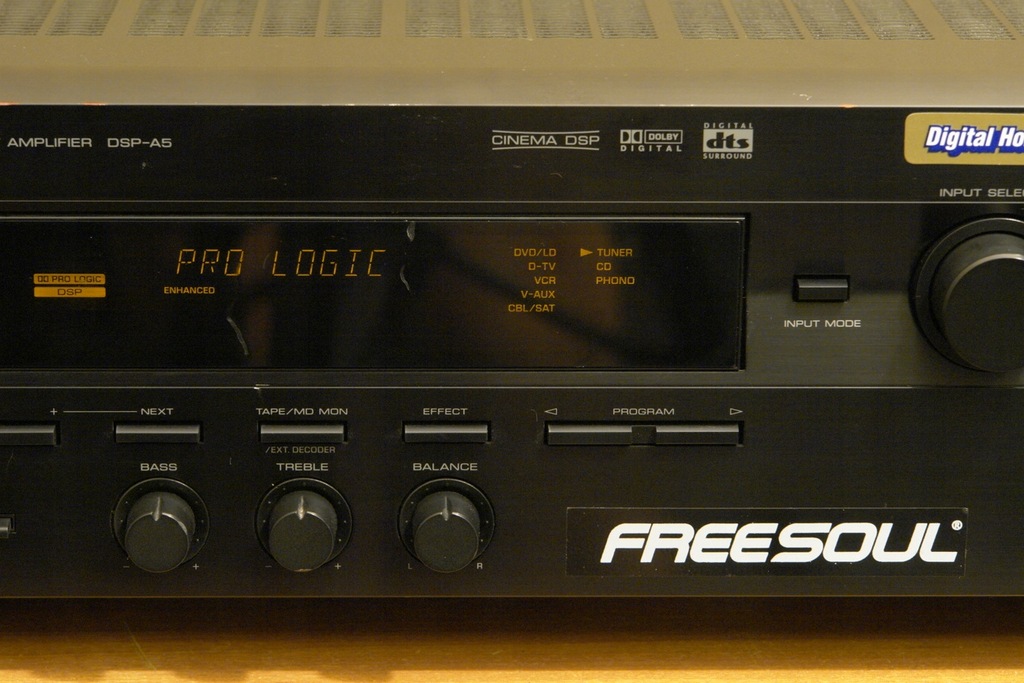 AMPLIFIER DSP-A5
CINEMA DSP
DOLBY
DIGITAL
DIGITAL
dts
SURROUND
Digital Ho
INPUT SELE
PRO LOGIC
DSP
PRO LOGIC
ENHANCED
DVD/LD
D-TV
VCR
V-AUX
CBL/SAT
TUNER
CD
PHONO
INPUT MODE
+ NEXT
TAPE/MD MON
/EXT. DECODER
EFFECT
PROGRAM
BASS
- +
TREBLE
- +
BALANCE
L R
FREESOUL®